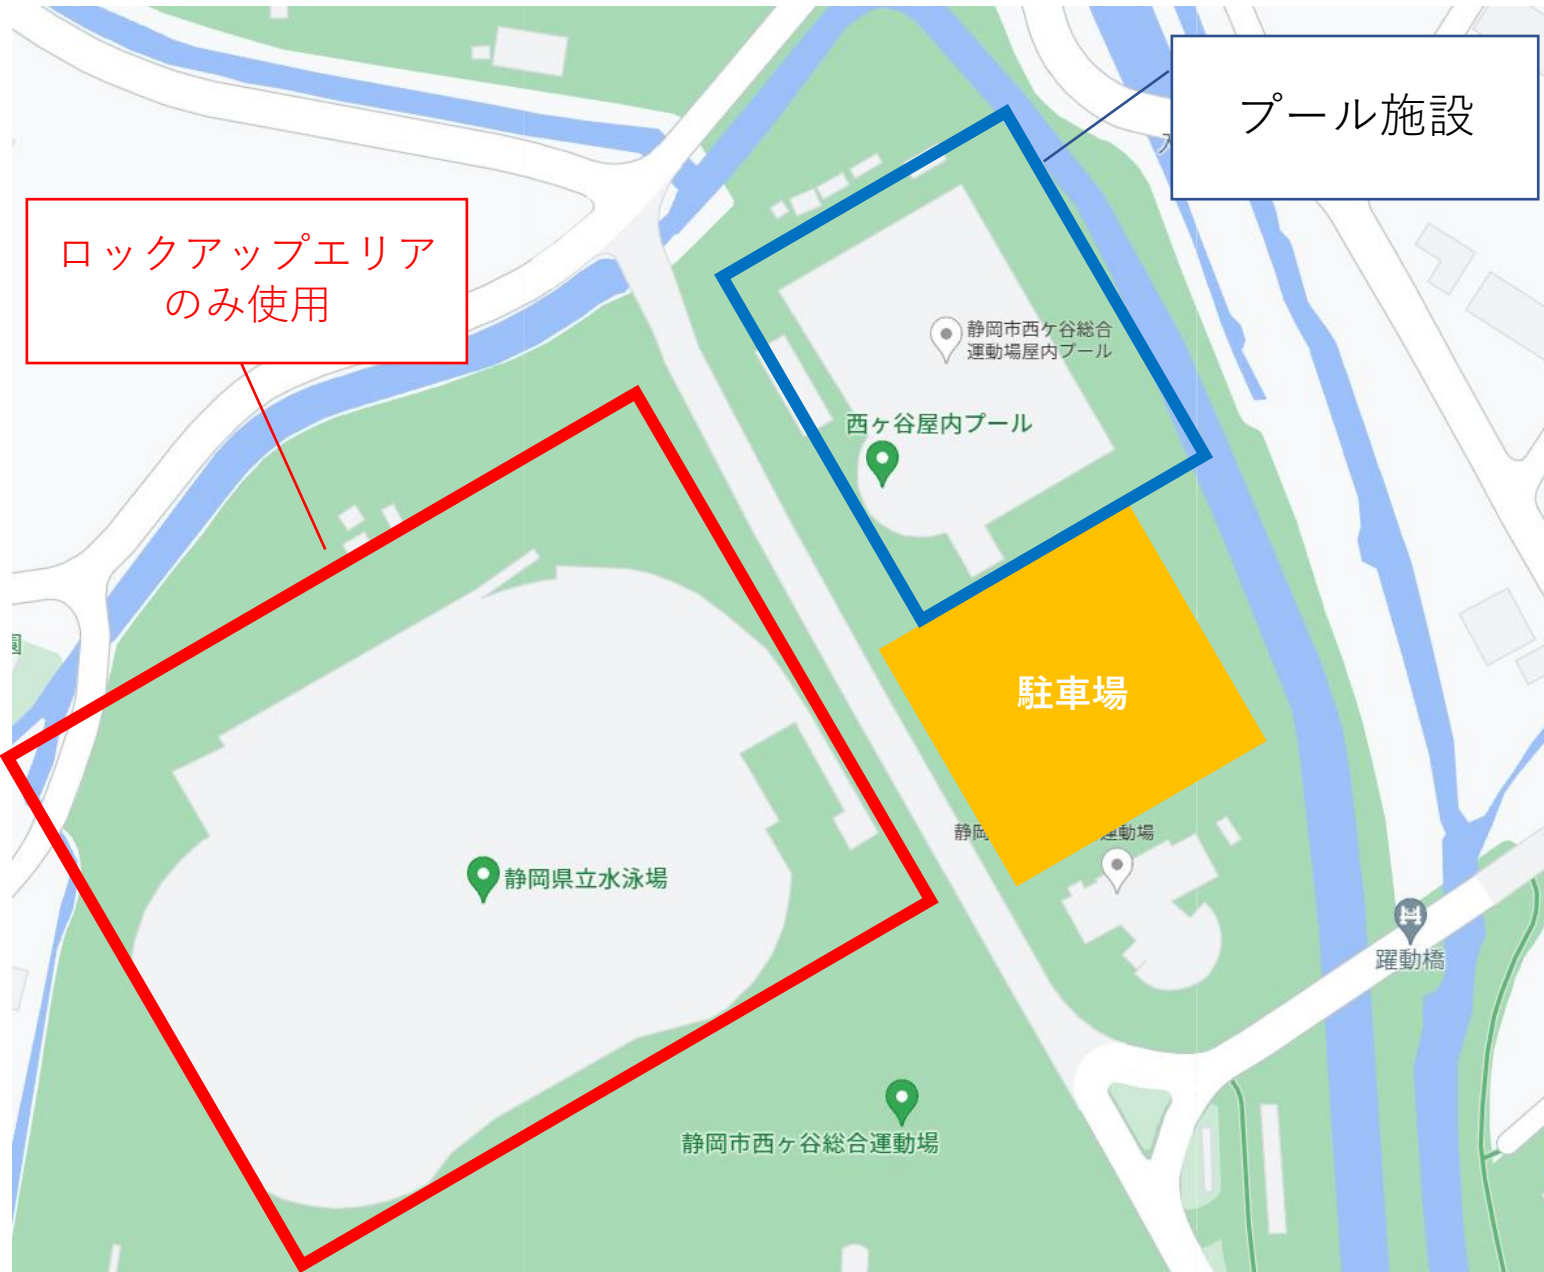 プール施設
ロックアップエリア
のみ使用
静岡市西ケ谷総合
運動場屋内プール
西ヶ谷屋内プール
園
駐車場
静岡
運動場
静岡県立水泳場
躍動橋
静岡市西ヶ谷総合運動場